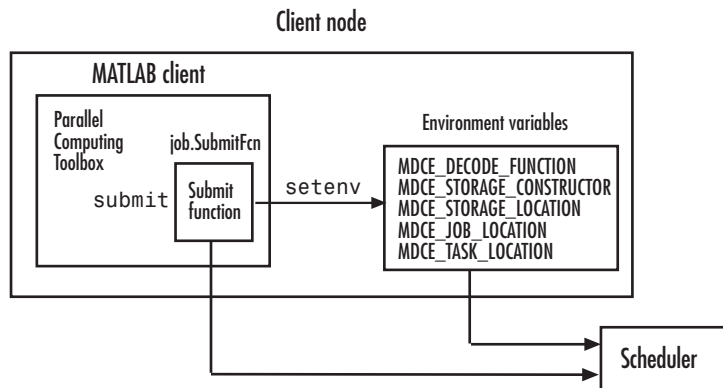 Client node
MATLAB client
Parallel
Computing
Toolbox
job.SubmitFcn
submit
Submit
function
setenv
Environment variables
MDCE_DECODE_FUNCTION
MDCE_STORAGE_CONSTRUCTOR
MDCE_STORAGE_LOCATION
MDCE_JOB_LOCATION
MDCE_TASK_LOCATION
Scheduler